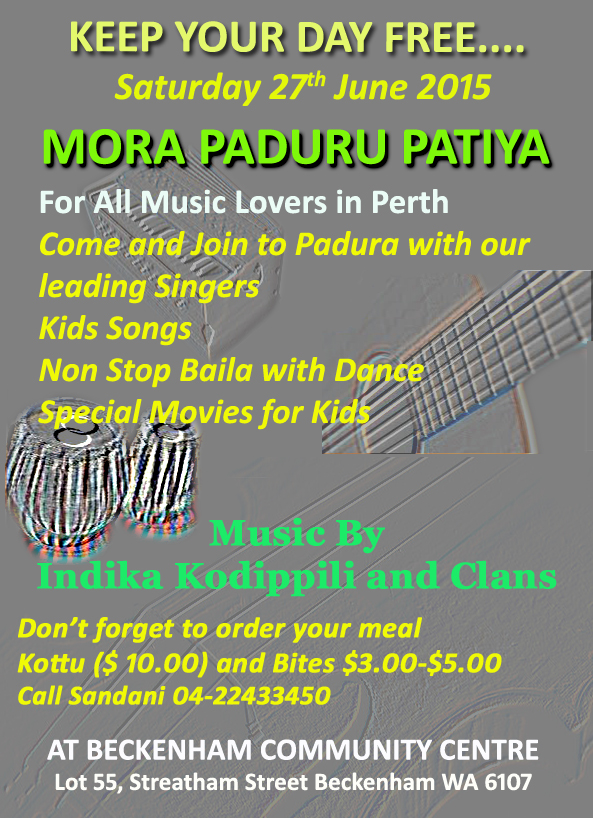 KEEP YOUR DAY FREE....
Saturday 27th June 2015
MORA PADURU PATIYA
For All Music Lovers in Perth
Come and Join to Padura with our
leading Singers
Kids Songs
Non Stop Baila with Dance
Special Movies for Kids
Music By
Indika Kodippili and Clans
Don't forget to order your meal
Kottu ($ 10.00) and Bites $3.00-$5.00
Call Sandani 04-22433450
AT BECKENHAM COMMUNITY CENTRE
Lot 55, Streatham Street Beckenham WA 6107